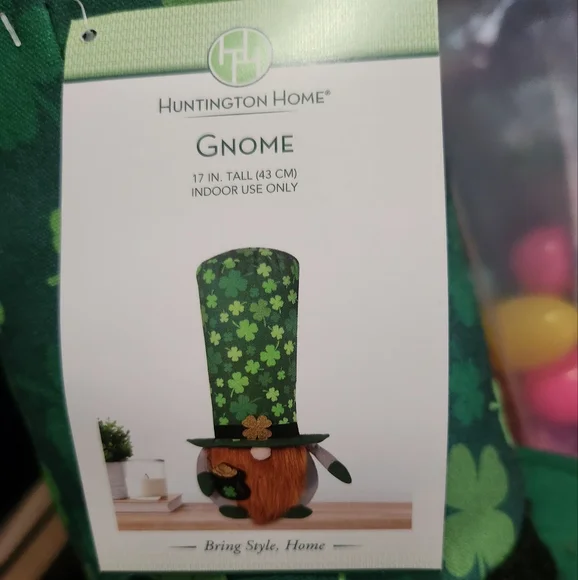 HUNTINGTON HOME®
GNOME
17 IN. TALL (43 CM)
INDOOR USE ONLY
Bring Style, Home